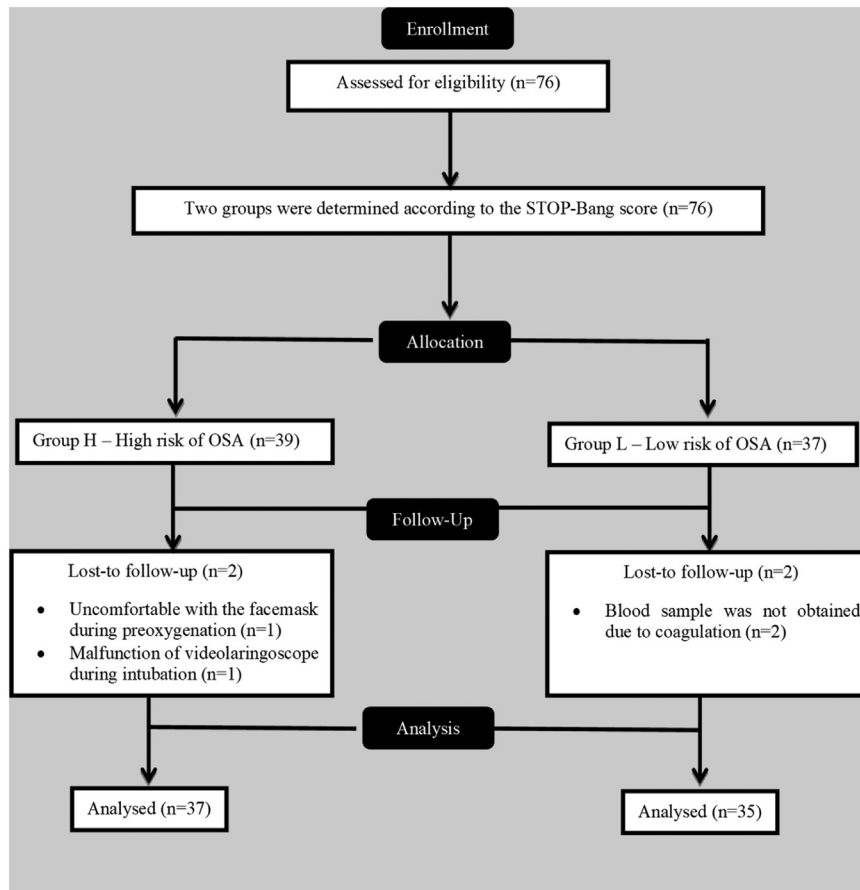 Enrollment
Assessed for eligibility (n=76)
Two groups were determined according to the STOP-Bang score (n=76)
Allocation
Group H – High risk of OSA (n=39)
Group L – Low risk of OSA (n=37)
Follow-Up
Lost-to follow-up (n=2)
• Uncomfortable with the facemask
during preoxygenation (n=1)
• Malfunction of videolaringoscope
during intubation (n=1)
Lost-to follow-up (n=2)
• Blood sample was not obtained
due to coagulation (n=2)
Analysis
Analysed (n=37)
Analysed (n=35)